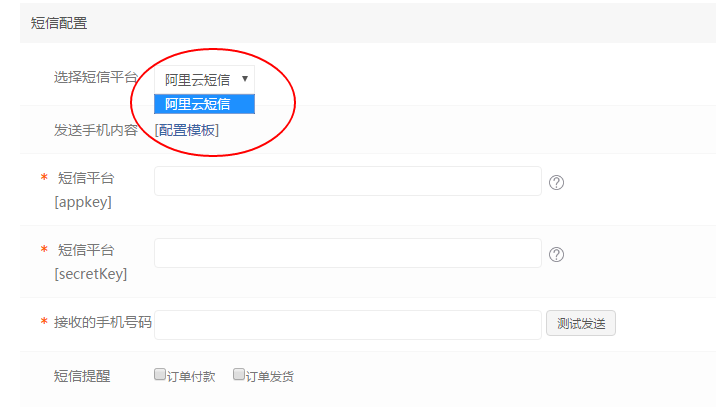 短信配置
选择短信平台 阿里云短信
阿里云短信
发送手机内容 [配置模板]
* 短信平台
[appkey]
* 短信平台
[secretKey]
* 接收的手机号码 测试发送
短信提醒 订单付款 订单发货